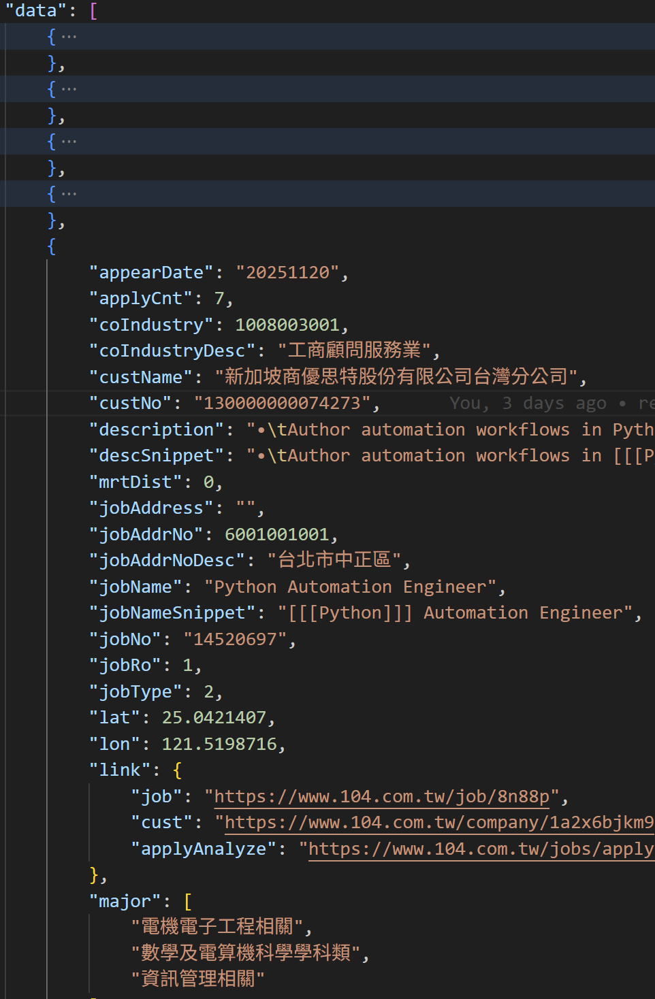 "data": [
{ ···
},
{ ···
},
{ ···
},
{ ···
},
{
"appearDate": "20251120",
"applyCnt": 7,
"coIndustry": 1008003001,
"coIndustryDesc": "工商顧問服務業",
"custName": "新加坡商優思特股份有限公司台灣分公司",
"custNo": "130000000074273", You, 3 days ago • re
"description": "•\tAuthor automation workflows in Pyth
"descSnippet": "•\tAuthor automation workflows in [[[P
"mrtDist": 0,
"jobAddress": "",
"jobAddrNo": 6001001001,
"jobAddrNoDesc": "台北市中正區",
"jobName": "Python Automation Engineer",
"jobNameSnippet": "[[[Python]]] Automation Engineer",
"jobNo": "14520697",
"jobRo": 1,
"jobType": 2,
"lat": 25.0421407,
"lon": 121.5198716,
"link": {
"job": "https://www.104.com.tw/job/8n88p",
"cust": "https://www.104.com.tw/company/1a2x6bjkm9
"applyAnalyze": "https://www.104.com.tw/jobs/apply
},
"major": [
"電機電子工程相關",
"數學及電算機科學學科類",
"資訊管理相關"